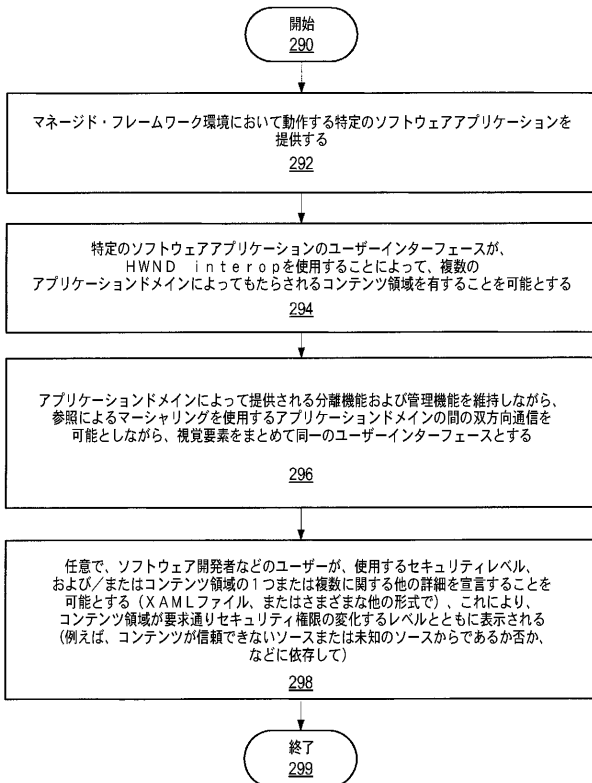 開始
290
マネージド・フレームワーク環境において動作する特定のソフトウェアアプリケーションを
提供する
292
特定のソフトウェアアプリケーションのユーザーインターフェースが、
HWND interopを使用することによって、複数の
アプリケーションドメインによってもたらされるコンテンツ領域を有することを可能とする
294
アプリケーションドメインによって提供される分離機能および管理機能を維持しながら、
参照によるマーシャリングを使用するアプリケーションドメインの間の双方向通信を
可能としながら、視覚要素をまとめて同一のユーザーインターフェースとする
296
任意で、ソフトウェア開発者などのユーザーが、使用するセキュリティレベル、
および/またはコンテンツ領域の1つまたは複数に関する他の詳細を宣言することを
可能とする(XAMLファイル、またはさまざまな他の形式で)、これにより、
コンテンツ領域が要求通りセキュリティ権限の変化するレベルとともに表示される
(例えば、コンテンツが信頼できないソースまたは未知のソースからであるか否か、
などに依存して)
298
終了
299